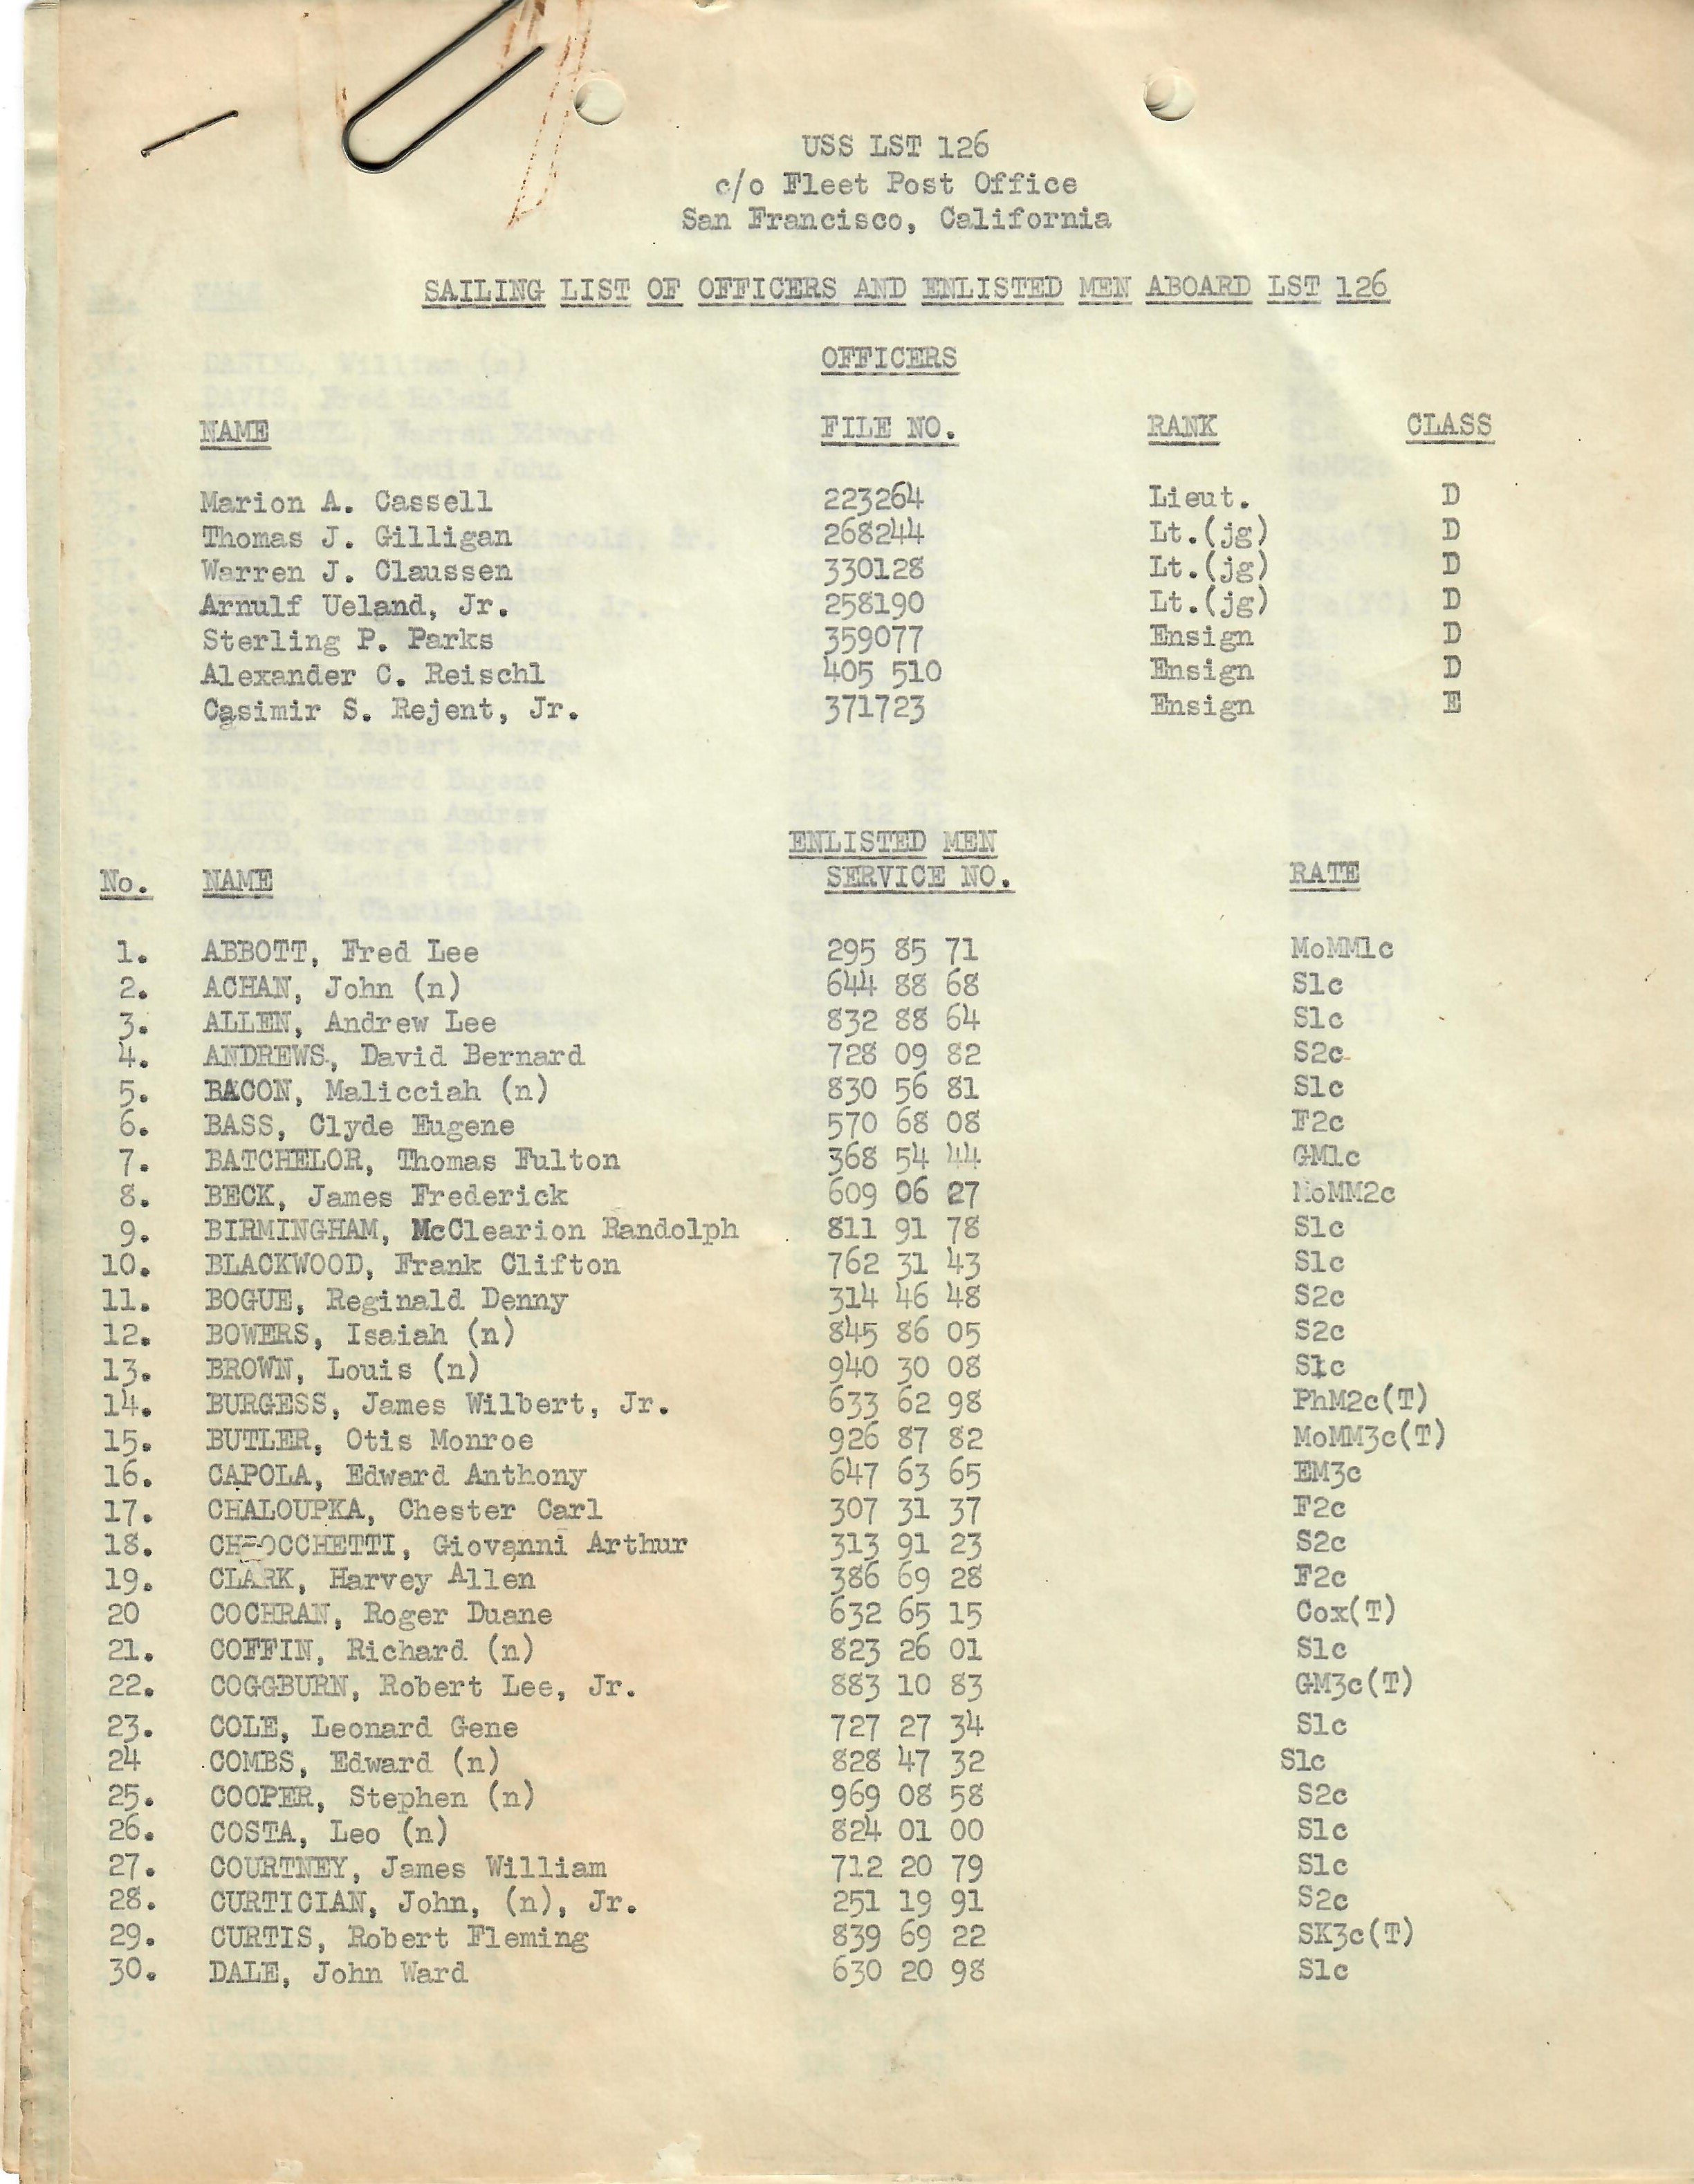 USS LST 126
c/o Fleet Post Office
San Francisco, California
SAILING LIST OF OFFICERS AND ENLISTED MEN ABOARD LST 126
OFFICERS
NAME FILE NO. RANK CLASS
Marion A. Cassell 223264 Lieut. D
Thomas J. Gilligan 268244 Lt.(jg) D
Warren J. Claussen 330128 Lt.(jg) D
Arnulf Ueland, Jr. 258190 Lt.(jg) D
Sterling P. Parks 359077 Ensign D
Alexander C. Reischl 405 510 Ensign D
Casimir S. Rejent, Jr. 371723 Ensign E
ENLISTED MEN
No. NAME SERVICE NO. RATE
1. ABBOTT, Fred Lee 295 85 71 MoMM1c
2. ACHAN, John (n) 644 88 68 S1c
3. ALLEN, Andrew Lee 832 88 64 S1c
4. ANDREWS, David Bernard 728 09 82 S2c
5. BACON, Malicciah (n) 830 56 81 S1c
6. BASS, Clyde Eugene 570 68 08 F2c
7. BATCHELOR, Thomas Fulton 368 54 44 GM1c
8. BECK, James Frederick 609 06 27 MoMM2c
9. BIRMINGHAM, McClearion Randolph 811 91 78 S1c
10. BLACKWOOD, Frank Clifton 762 31 43 S1c
11. BOGUE, Reginald Denny 314 46 48 S2c
12. BOWERS, Isaiah (n) 845 86 05 S2c
13. BROWN, Louis (n) 940 30 08 S1c
14. BURGESS, James Wilbert, Jr. 633 62 98 PhM2c(T)
15. BUTLER, Otis Monroe 926 87 82 MoMM3c(T)
16. CAPOLA, Edward Anthony 647 63 65 EM3c
17. CHALOUPKA, Chester Carl 307 31 37 F2c
18. Giovanni Arthur 313 91 23 S2c
19. CLARK, Harvey Allen 386 69 28 F2c
20 COCHRAN, Roger Duane 632 65 15 Cox(T)
21. COFFIN, Richard (n) 823 26 01 S1c
22. COGGBURN, Robert Lee, Jr. 883 10 83 GM3c(T)
23. COLE, Leonard Gene 727 27 34 S1c
24 COMBS, Edward (n) 828 47 32 S1c
25. COOPER, Stephen (n) 969 08 58 S2c
26. COSTA, Leo (n) 824 01 00 S1c
27. COURTNEY, James William 712 20 79 S1c
28. CURTICIAN, John, (n), Jr. 251 19 91 S2c
29. CURTIS, Robert Fleming 839 69 22 SK3c(T)
30. DALE, John Ward 630 20 98 S1c